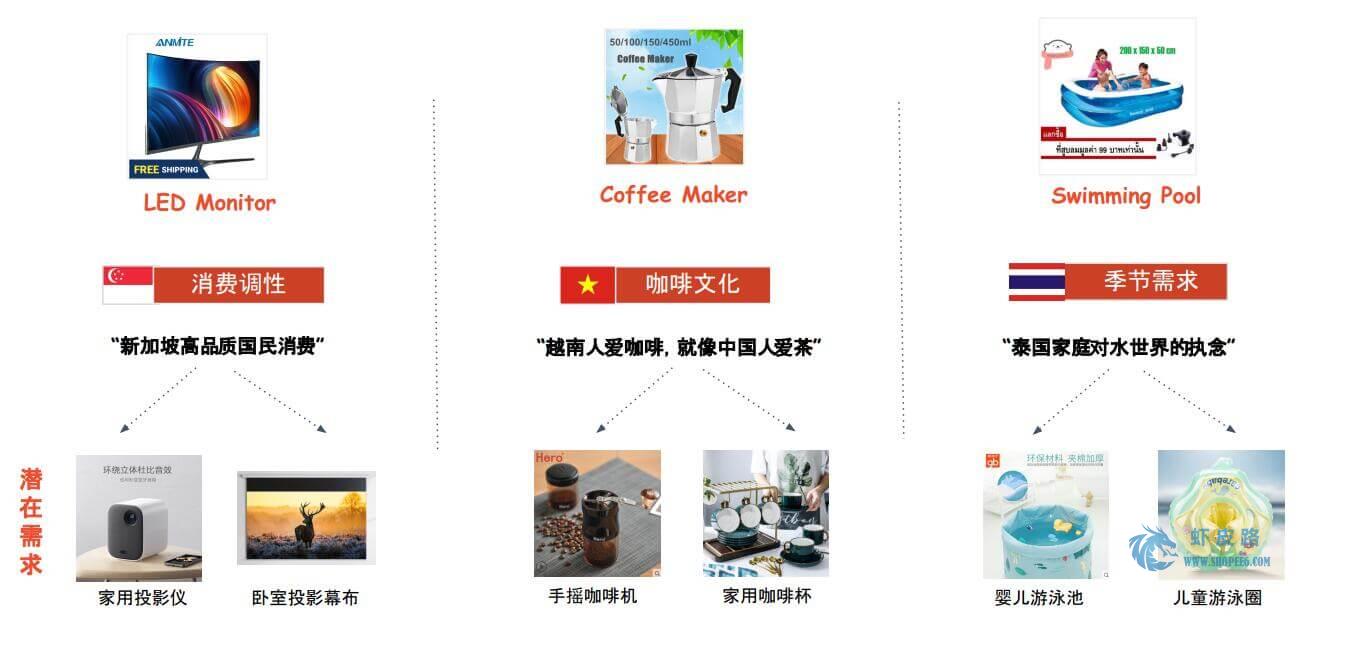 ANMITE
FREE SHIPPING
LED Monitor
消费调性
“新加坡高品质国民消费”
50/100/150/450ml
Coffee Maker
Coffee Maker
咖啡文化
“越南人爱咖啡，就像中国人爱茶”
200 x 150 x 50 cm
แลกซื้อ
ที่สูบลมมูลค่า 99 บาทเท่านั้น
Swimming Pool
季节需求
“泰国家庭对水世界的执念”
潜在需求
环绕立体杜比音效
家用投影仪
卧室投影幕布
Hero
手摇咖啡机
家用咖啡杯
gb
环保材料 夹棉加厚
婴儿游泳池
虾皮路
WWW.SHOPEE6.COM
儿童游泳圈